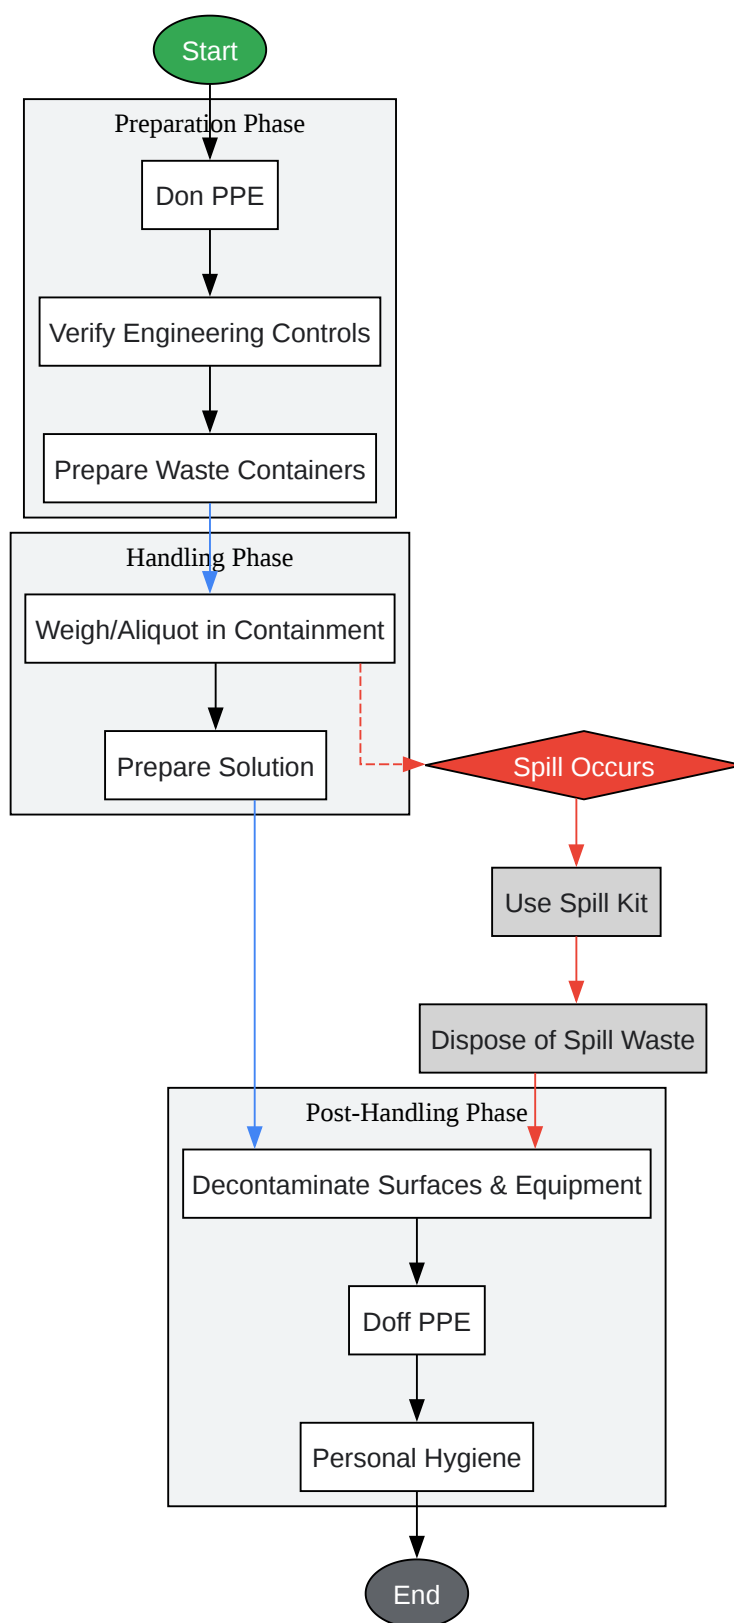 Start
Preparation Phase
Don PPE
Verify Engineering Controls
Prepare Waste Containers
Handling Phase
Weigh/Aliquot in Containment
Prepare Solution
Spill Occurs
Use Spill Kit
Dispose of Spill Waste
Post-Handling Phase
Decontaminate Surfaces & Equipment
Doff PPE
Personal Hygiene
End